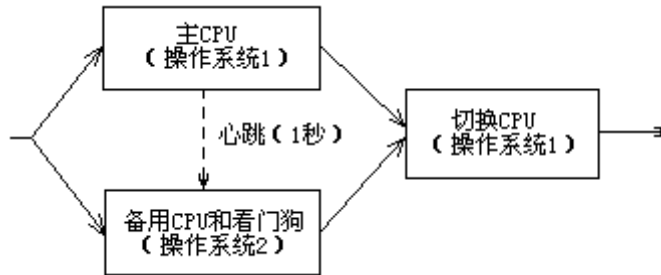 主CPU
（操作系统1）
心跳（1秒）
切换CPU
（操作系统1）
备用CPU和看门狗
（操作系统2）